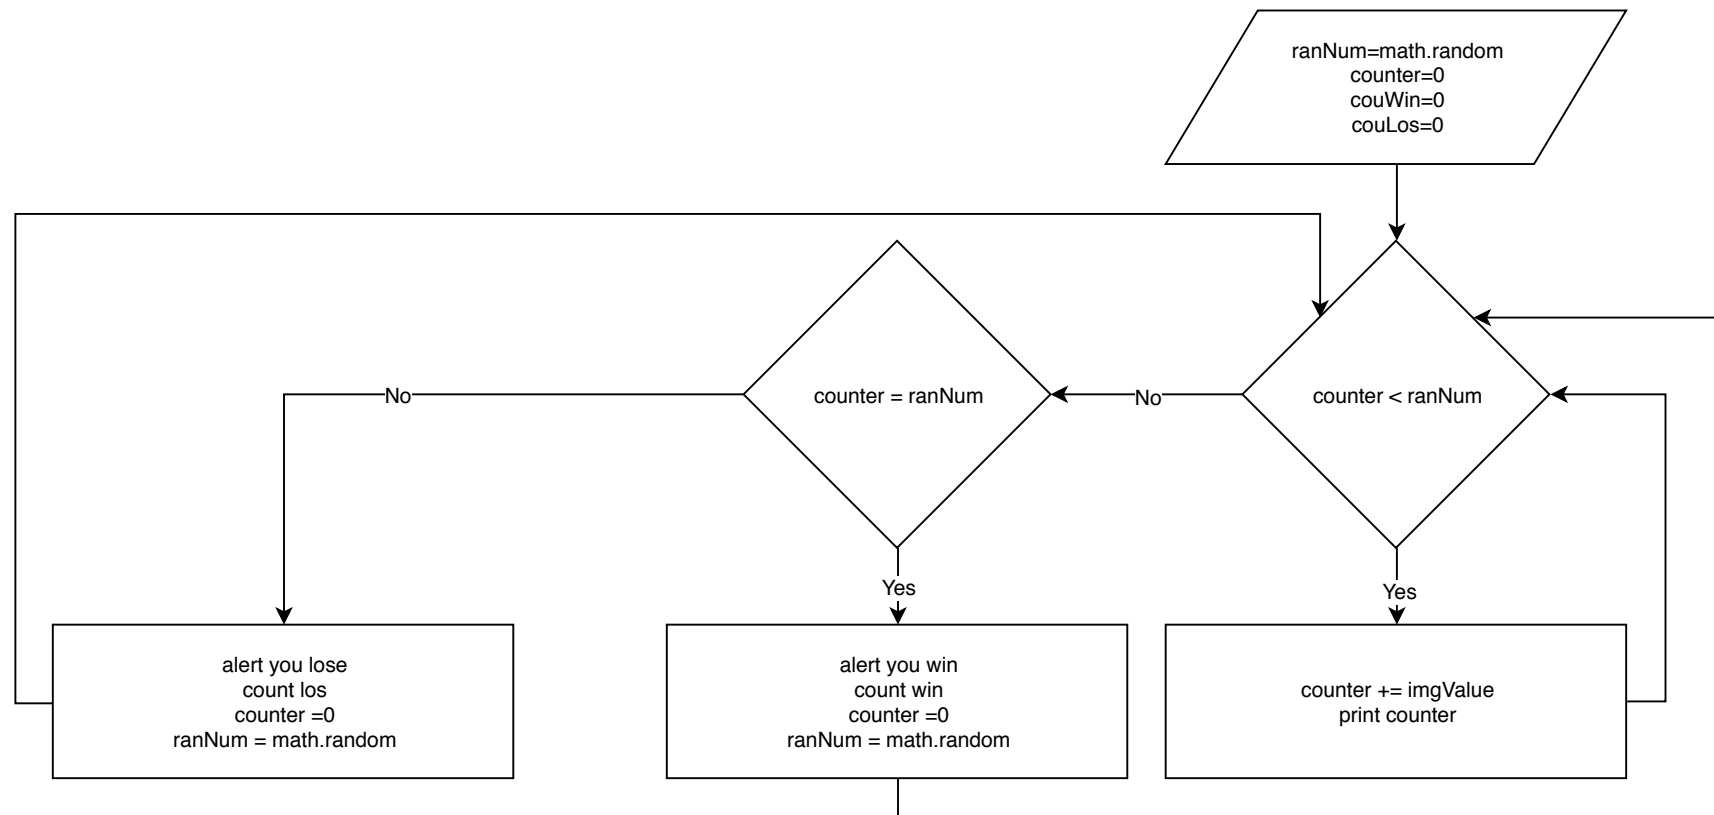 ranNum=math.random
counter=0
couWin=0
couLos=0
counter < ranNum
No
counter = ranNum
No
Yes
Yes
alert you lose
count los
counter =0
ranNum = math.random
alert you win
count win
counter =0
ranNum = math.random
counter += imgValue
print counter